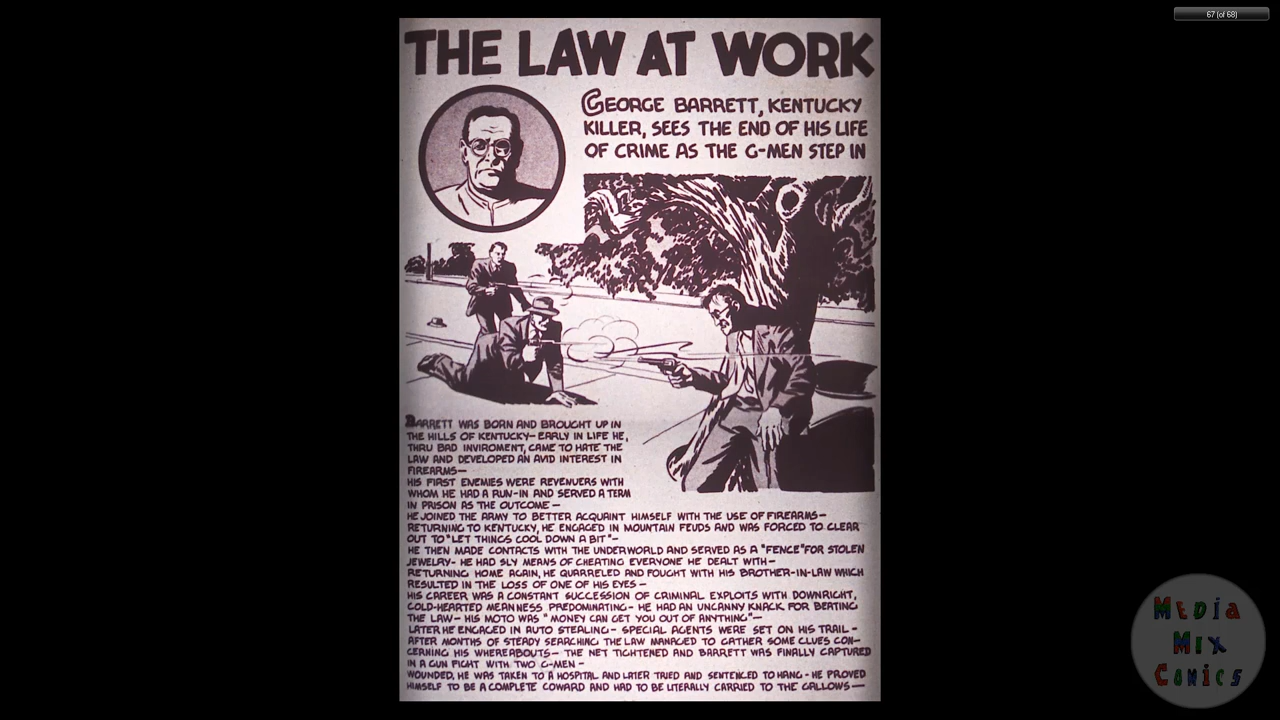 67 (of 68)
THE LAW AT WORK
GEORGE BARRETT, KENTUCKY
KILLER, SEES THE END OF HIS LIFE
OF CRIME AS THE G-MEN STEP IN
BARRETT WAS BORN AND BROUGHT UP IN
THE HILLS OF KENTUCKY— EARLY IN LIFE HE,
THRU BAD INVIROMENT, CAME TO HATE THE
LAW AND DEVELOPED AN AVID INTEREST IN
FIREARMS—
HIS FIRST ENEMIES WERE REVENUERS WITH
WHOM HE HAD A RUN-IN AND SERVED A TERM
IN PRISON AS THE OUTCOME—
HE JOINED THE ARMY TO BETTER ACQUAINT HIMSELF WITH THE USE OF FIREARMS—
RETURNING TO KENTUCKY, HE ENGAGED IN MOUNTAIN FEUDS AND WAS FORCED TO CLEAR
OUT TO "LET THINGS COOL DOWN A BIT"—
HE THEN MADE CONTACTS WITH THE UNDERWORLD AND SERVED AS A "FENCE" FOR STOLEN
JEWELRY- HE HAD SLY MEANS OF CHEATING EVERYONE HE DEALT WITH—
RETURNING HOME AGAIN, HE QUARRELED AND FOUGHT WITH HIS BROTHER-IN-LAW WHICH
RESULTED IN THE LOSS OF ONE OF HIS EYES—
HIS CAREER WAS A CONSTANT SUCCESSION OF CRIMINAL EXPLOITS WITH DOWNRIGHT,
COLD-HEARTED MEANNESS PREDOMINATING- HE HAD AN UNCANNY KNACK FOR BEATING
THE LAW- HIS MOTO WAS "MONEY CAN GET YOU OUT OF ANYTHING"—
LATER HE ENGAGED IN AUTO STEALING- SPECIAL AGENTS WERE SET ON HIS TRAIL-
AFTER MONTHS OF STEADY SEARCHING THE LAW MANAGED TO GATHER SOME CLUES CON-
CERNING HIS WHEREABOUTS- THE NET TIGHTENED AND BARRETT WAS FINALLY CAPTURED
IN A GUN FIGHT WITH TWO G-MEN-
WOUNDED, HE WAS TAKEN TO A HOSPITAL AND LATER TRIED AND SENTENCED TO HANG- HE PROVED
HIMSELF TO BE A COMPLETE COWARD AND HAD TO BE LITERALLY CARRIED TO THE GALLOWS—
MEDiA
Mix
COMiCS